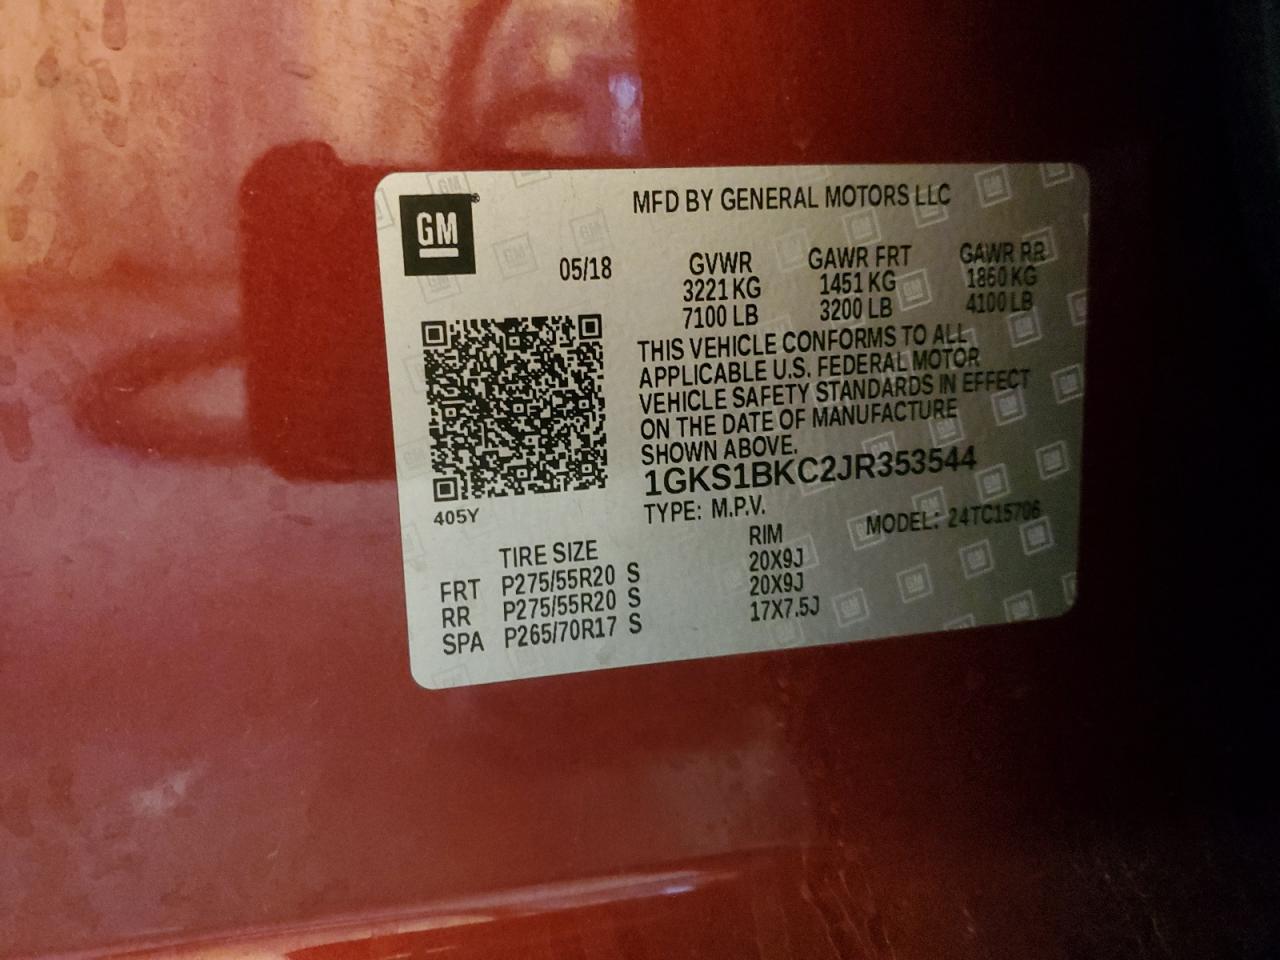 GM
MFD BY GENERAL MOTORS LLC
05/18
GVWR GAWR FRT GAWR RR
3221 KG 1451 KG 1860 KG
7100 LB 3200 LB 4100 LB
THIS VEHICLE CONFORMS TO ALL
APPLICABLE U.S. FEDERAL MOTOR
VEHICLE SAFETY STANDARDS IN EFFECT
ON THE DATE OF MANUFACTURE
SHOWN ABOVE.
1GKS1BKC2JR353544
405Y
TYPE: M.P.V. MODEL: 24TC15706
TIRE SIZE RIM
FRT P275/55R20 S 20X9J
RR P275/55R20 S 20X9J
SPA P265/70R17 S 17X7.5J